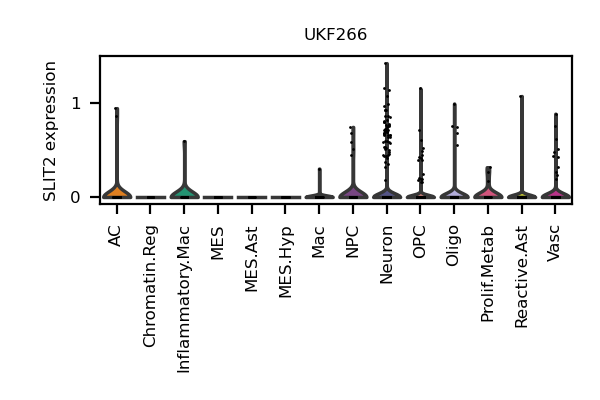 UKF266
SLIT2 expression
1
0
AC
Chromatin.Reg
Inflammatory.Mac
MES
MES.Ast
MES.Hyp
Mac
NPC
Neuron
OPC
Oligo
Prolif.Metab
Reactive.Ast
Vasc